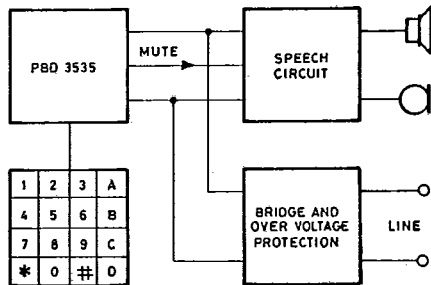 PBD 3535
MUTE
SPEECH
CIRCUIT
1 2 3 A
4 5 6 B
7 8 9 C
* 0 # D
BRIDGE AND
OVER VOLTAGE
PROTECTION
LINE